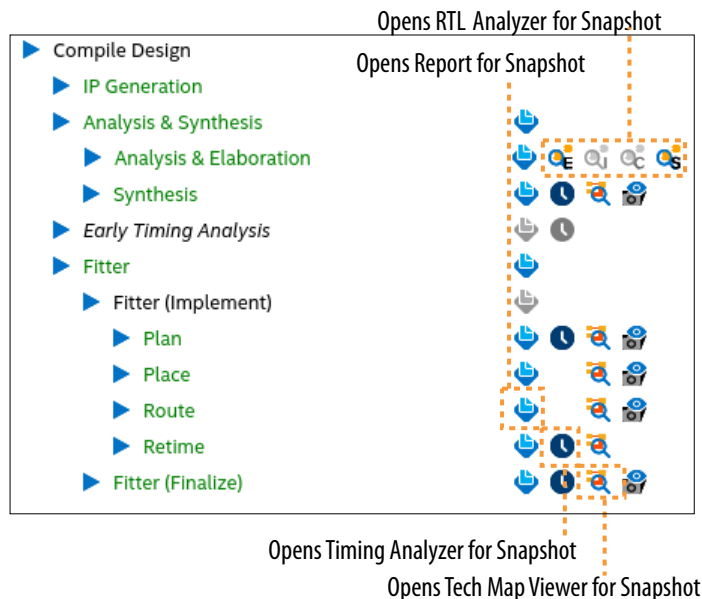 Opens RTL Analyzer for Snapshot
Compile Design
Opens Report for Snapshot
IP Generation
Analysis & Synthesis
Analysis & Elaboration E I C S
Synthesis
Early Timing Analysis
Fitter
Fitter (Implement)
Plan
Place
Route
Retime
Fitter (Finalize)
Opens Timing Analyzer for Snapshot
Opens Tech Map Viewer for Snapshot